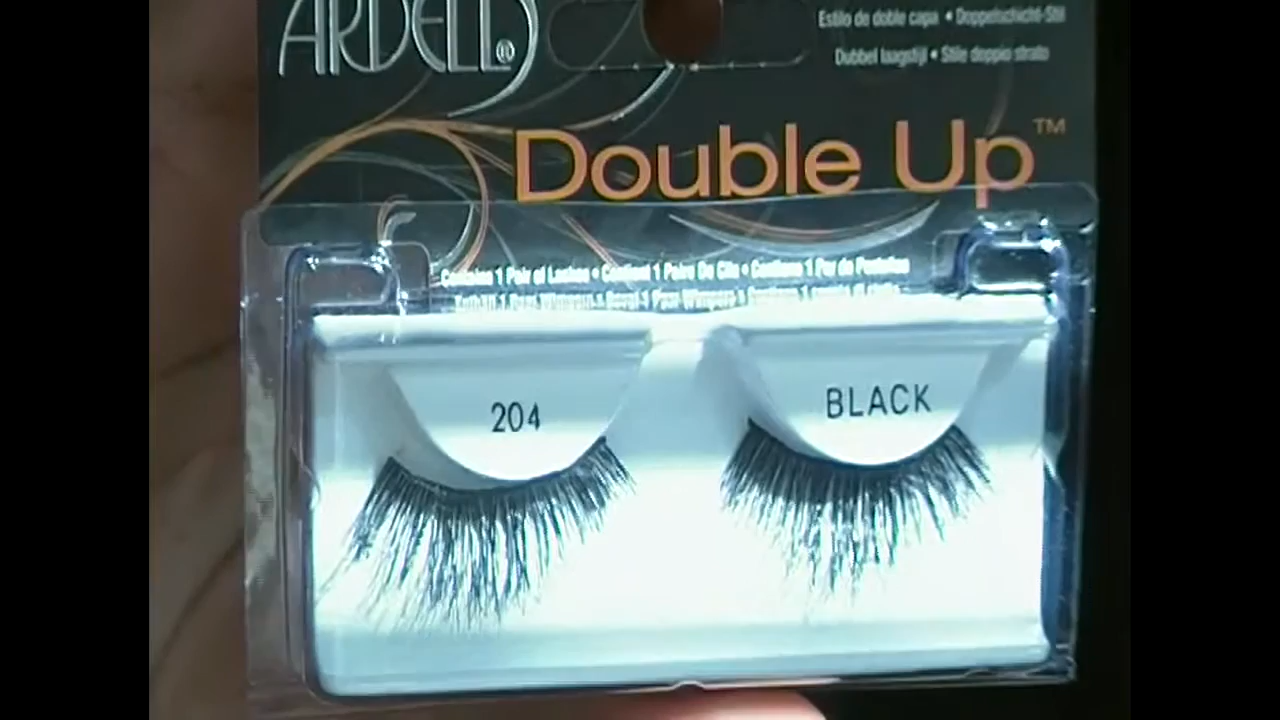 ARDELL®
Estilo de doble capa • Doppelschicht-Stil
Dubbel laagstijl • Stile doppio strato
Double Up™
Contains 1 Pair of Lashes • Contient 1 Paire De Cils • Contiene 1 Par de Pestañas
204
BLACK